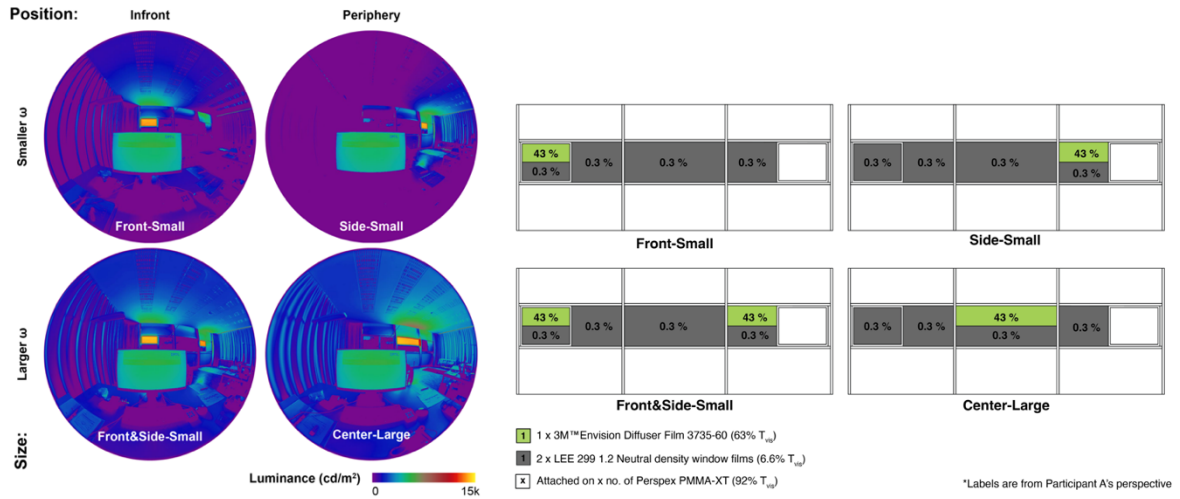 Position:
Infront
Periphery
Smaller ω
Front-Small
Side-Small
Larger ω
Front&Side-Small
Center-Large
Size:
Luminance (cd/m²)
0
15k
43 %
0.3 %
0.3 %
0.3 %
0.3 %
Front-Small
0.3 %
0.3 %
0.3 %
43 %
0.3 %
Side-Small
43 %
0.3 %
0.3 %
0.3 %
43 %
0.3 %
Front&Side-Small
0.3 %
0.3 %
43 %
0.3 %
0.3 %
Center-Large
1 1 x 3M™Envision Diffuser Film 3735-60 (63% Tvis)
1 2 x LEE 299 1.2 Neutral density window films (6.6% Tvis)
x Attached on x no. of Perspex PMMA-XT (92% Tvis)
*Labels are from Participant A's perspective